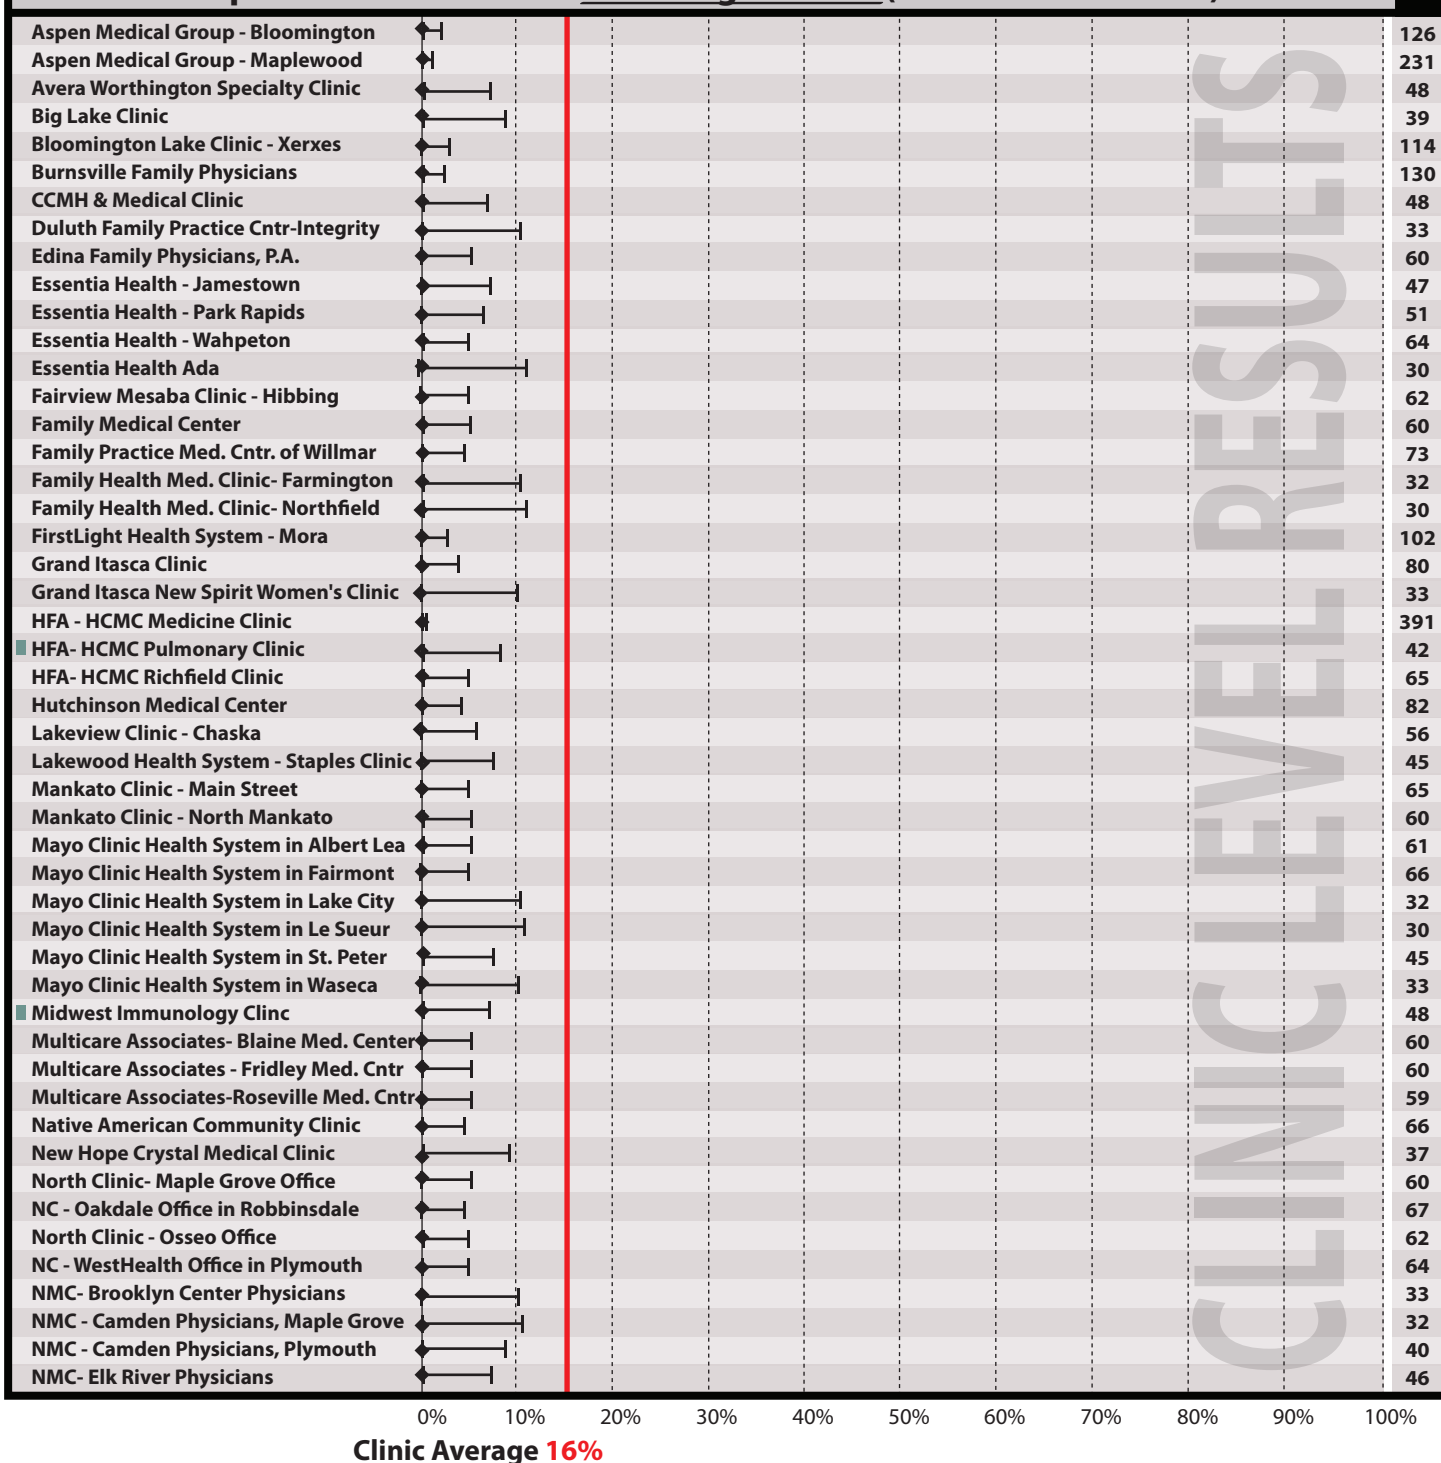 Aspen Medical Group - Bloomington 126
Aspen Medical Group - Maplewood 231
Avera Worthington Specialty Clinic 48
Big Lake Clinic 39
Bloomington Lake Clinic - Xerxes 114
Burnsville Family Physicians 130
CCMH & Medical Clinic 48
Duluth Family Practice Cntr-Integrity 33
Edina Family Physicians, P.A. 60
Essentia Health - Jamestown 47
Essentia Health - Park Rapids 51
Essentia Health - Wahpeton 64
Essentia Health Ada 30
Fairview Mesaba Clinic - Hibbing 62
Family Medical Center 60
Family Practice Med. Cntr. of Willmar 73
Family Health Med. Clinic- Farmington 32
Family Health Med. Clinic- Northfield 30
FirstLight Health System - Mora 102
Grand Itasca Clinic 80
Grand Itasca New Spirit Women's Clinic 33
HFA - HCMC Medicine Clinic 391
HFA- HCMC Pulmonary Clinic 42
HFA- HCMC Richfield Clinic 65
Hutchinson Medical Center 82
Lakeview Clinic - Chaska 56
Lakewood Health System - Staples Clinic 45
Mankato Clinic - Main Street 65
Mankato Clinic - North Mankato 60
Mayo Clinic Health System in Albert Lea 61
Mayo Clinic Health System in Fairmont 66
Mayo Clinic Health System in Lake City 32
Mayo Clinic Health System in Le Sueur 30
Mayo Clinic Health System in St. Peter 45
Mayo Clinic Health System in Waseca 33
Midwest Immunology Clinc 48
Multicare Associates- Blaine Med. Center 60
Multicare Associates - Fridley Med. Cntr 60
Multicare Associates-Roseville Med. Cntr 59
Native American Community Clinic 66
New Hope Crystal Medical Clinic 37
North Clinic- Maple Grove Office 60
NC - Oakdale Office in Robbinsdale 67
North Clinic - Osseo Office 62
NC - WestHealth Office in Plymouth 64
NMC- Brooklyn Center Physicians 33
NMC - Camden Physicians, Maple Grove 32
NMC - Camden Physicians, Plymouth 40
NMC- Elk River Physicians 46
CLINIC LEVEL RESULTS
0% 10% 20% 30% 40% 50% 60% 70% 80% 90% 100%
Clinic Average 16%